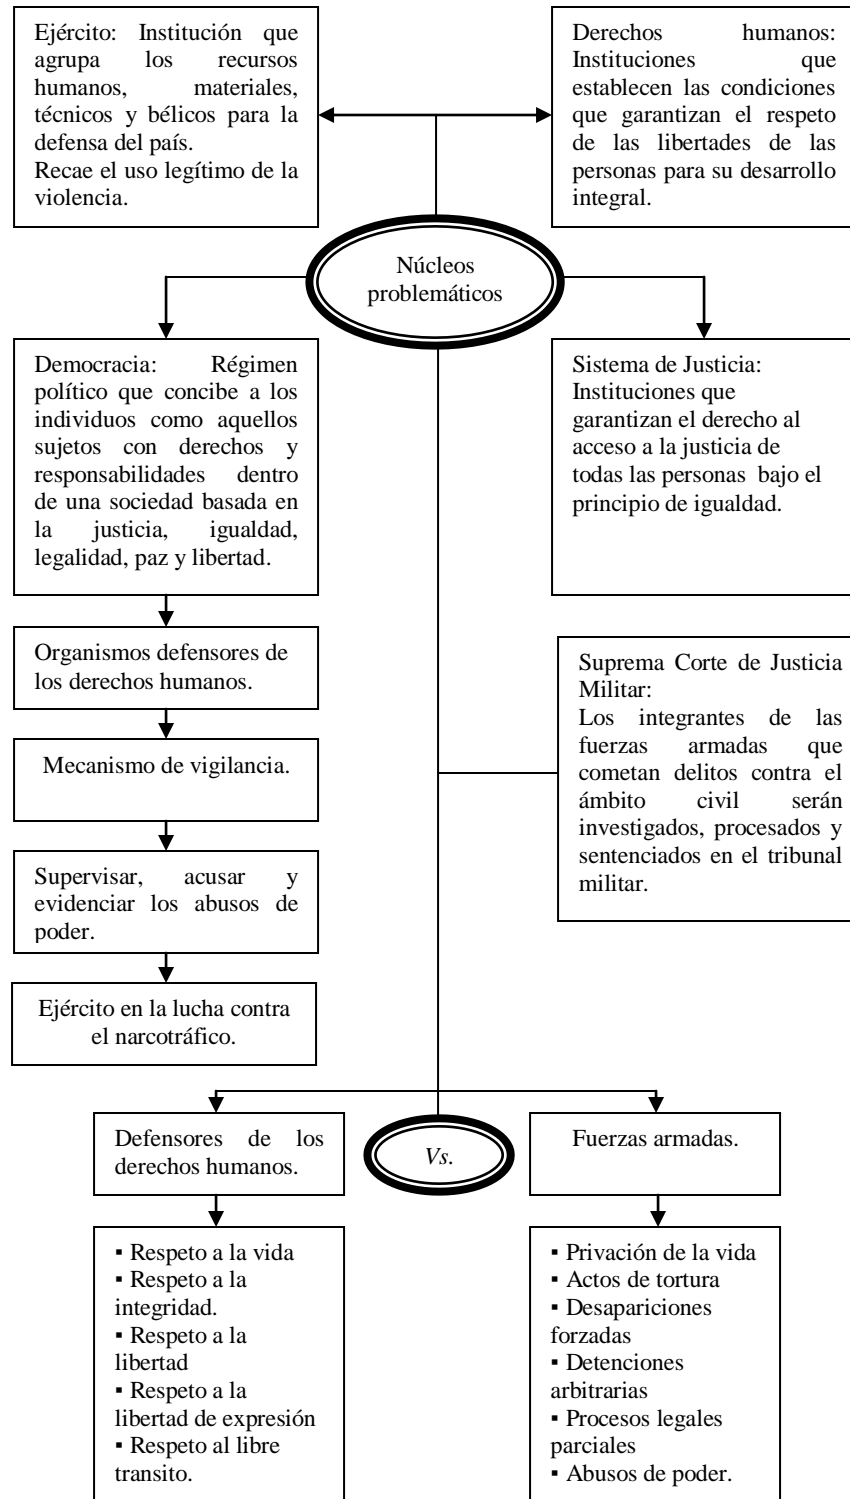 Ejército: Institución que
agrupa los recursos
humanos, materiales,
técnicos y bélicos para la
defensa del país.
Recae el uso legítimo de la
violencia.
Derechos humanos:
Instituciones que
establecen las condiciones
que garantizan el respeto
de las libertades de las
personas para su desarrollo
integral.
Núcleos
problemáticos
Democracia: Régimen
político que concibe a los
individuos como aquellos
sujetos con derechos y
responsabilidades dentro
de una sociedad basada en
la justicia, igualdad,
legalidad, paz y libertad.
Sistema de Justicia:
Instituciones que
garantizan el derecho al
acceso a la justicia de
todas las personas bajo el
principio de igualdad.
Organismos defensores de
los derechos humanos.
Mecanismo de vigilancia.
Supervisar, acusar y
evidenciar los abusos de
poder.
Ejército en la lucha contra
el narcotráfico.
Suprema Corte de Justicia
Militar:
Los integrantes de las
fuerzas armadas que
cometan delitos contra el
ámbito civil serán
investigados, procesados y
sentenciados en el tribunal
militar.
Defensores de los
derechos humanos.
Vs.
Fuerzas armadas.
▪ Respeto a la vida
▪ Respeto a la
integridad.
▪ Respeto a la
libertad
▪ Respeto a la
libertad de expresión
▪ Respeto al libre
transito.
▪ Privación de la vida
▪ Actos de tortura
▪ Desapariciones
forzadas
▪ Detenciones
arbitrarias
▪ Procesos legales
parciales
▪ Abusos de poder.